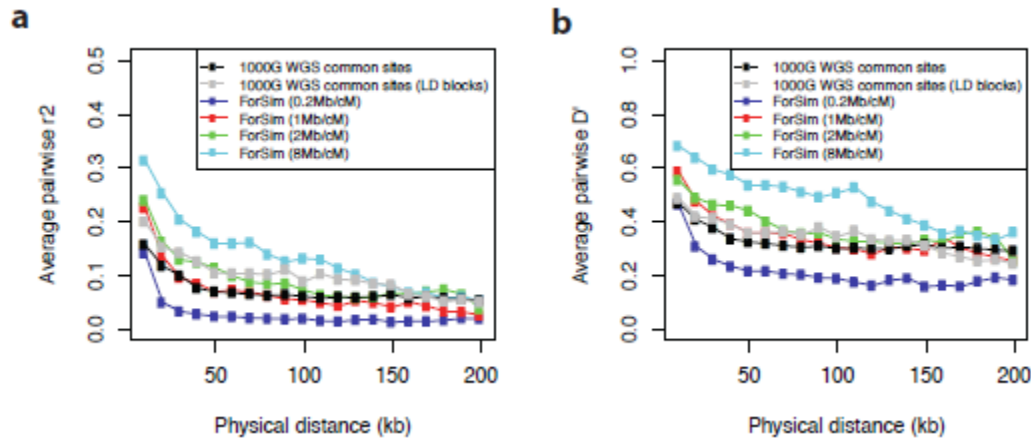 a
1000G WGS common sites
1000G WGS common sites (LD blocks)
ForSim (0.2Mb/cM)
ForSim (1Mb/cM)
ForSim (2Mb/cM)
ForSim (8Mb/cM)
Average pairwise r2
0.5
0.4
0.3
0.2
0.1
0.0
50 100 150 200
Physical distance (kb)
b
1000G WGS common sites
1000G WGS common sites (LD blocks)
ForSim (0.2Mb/cM)
ForSim (1Mb/cM)
ForSim (2Mb/cM)
ForSim (8Mb/cM)
Average pairwise D'
1.0
0.8
0.6
0.4
0.2
0.0
50 100 150 200
Physical distance (kb)